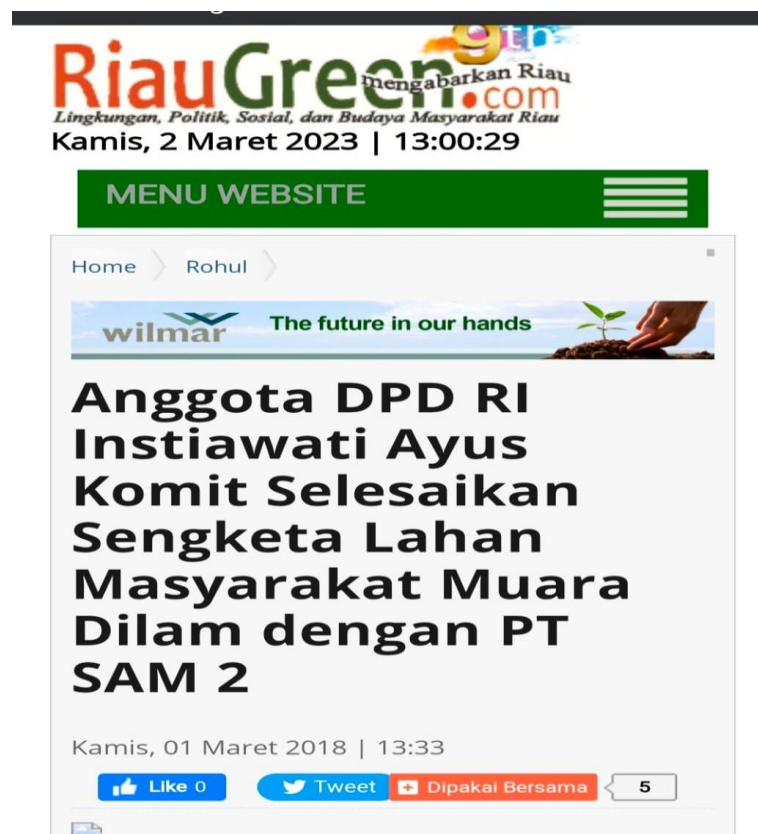 9th
RiauGreen.com
mengabarkan Riau
Lingkungan, Politik, Sosial, dan Budaya Masyarakat Riau
Kamis, 2 Maret 2023 | 13:00:29
MENU WEBSITE
Home Rohul
wilmar The future in our hands
Anggota DPD RI
Instiawati Ayus
Komit Selesaikan
Sengketa Lahan
Masyarakat Muara
Dilam dengan PT
SAM 2
Kamis, 01 Maret 2018 | 13:33
Like 0 Tweet Dipakai Bersama 5